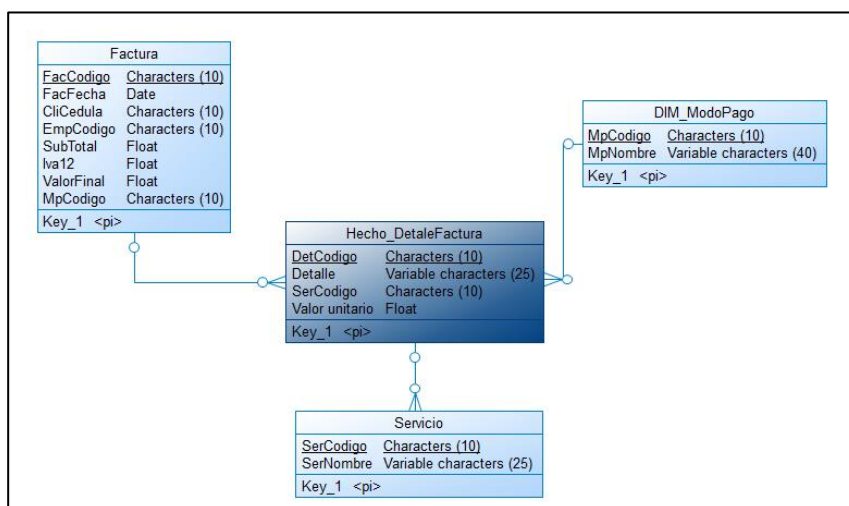 Factura
FacCodigo Characters (10)
FacFecha Date
CliCedula Characters (10)
EmpCodigo Characters (10)
SubTotal Float
Iva12 Float
ValorFinal Float
MpCodigo Characters (10)
Key_1 <pi>
DIM_ModoPago
MpCodigo Characters (10)
MpNombre Variable characters (40)
Key_1 <pi>
Hecho_DetaleFactura
DetCodigo Characters (10)
Detalle Variable characters (25)
SerCodigo Characters (10)
Valor unitario Float
Key_1 <pi>
Servicio
SerCodigo Characters (10)
SerNombre Variable characters (25)
Key_1 <pi>